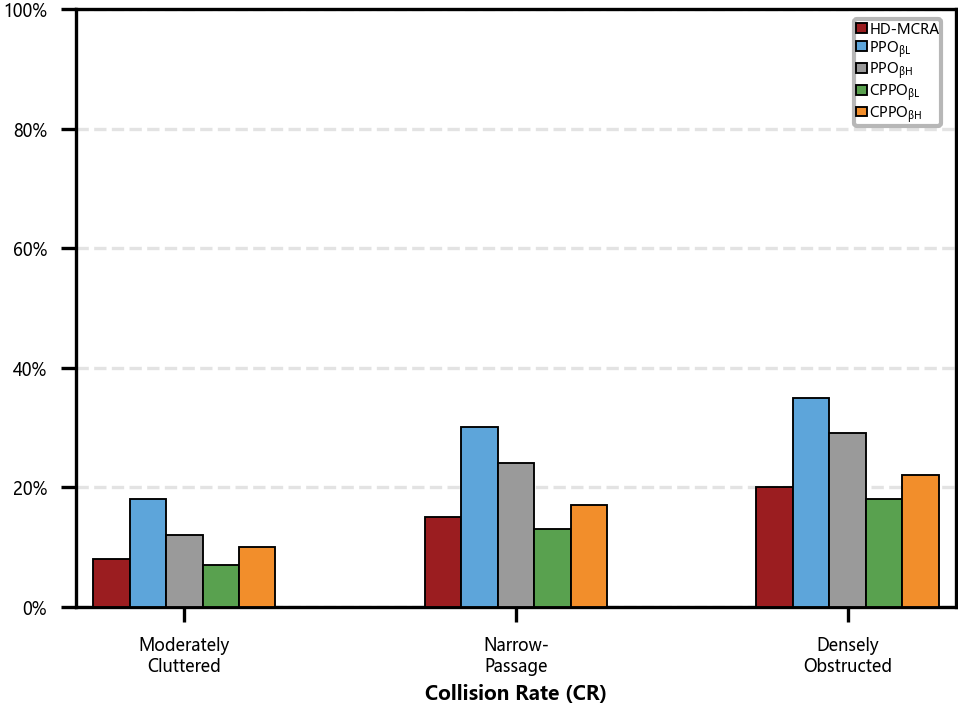 100%
80%
60%
40%
20%
0%
HD-MCRA
PPOβL
PPOβH
CPPOβL
CPPOβH
Moderately
Cluttered
Narrow-
Passage
Densely
Obstructed
Collision Rate (CR)